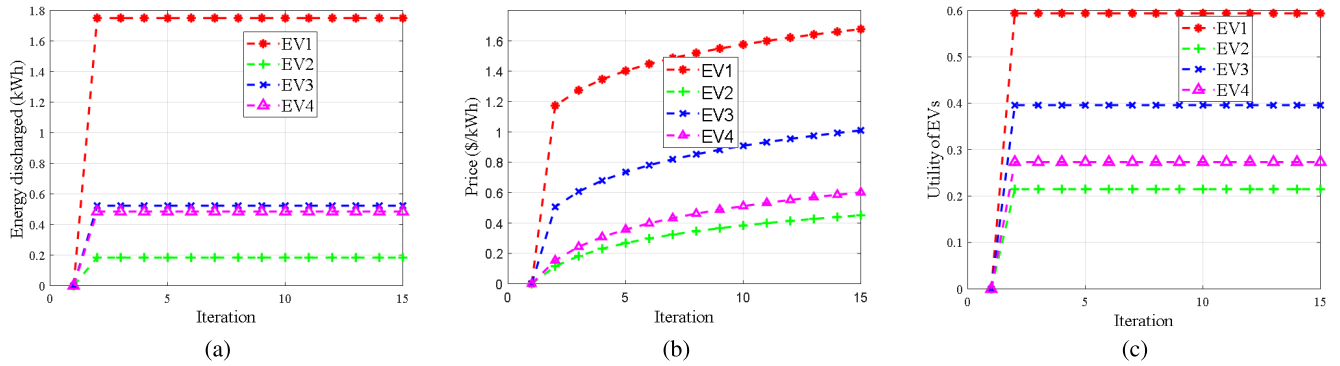 1.8
1.6
1.4
1.2
1
0.8
0.6
0.4
0.2
0
0
5
10
15
Energy discharged (kWh)
Iteration
EV1
EV2
EV3
EV4
(a)
1.6
1.4
1.2
1
0.8
0.6
0.4
0.2
0
0
5
10
15
Price ($/kWh)
Iteration
EV1
EV2
EV3
EV4
(b)
0.6
0.5
0.4
0.3
0.2
0.1
0
0
5
10
15
Utility of EVs
Iteration
EV1
EV2
EV3
EV4
(c)